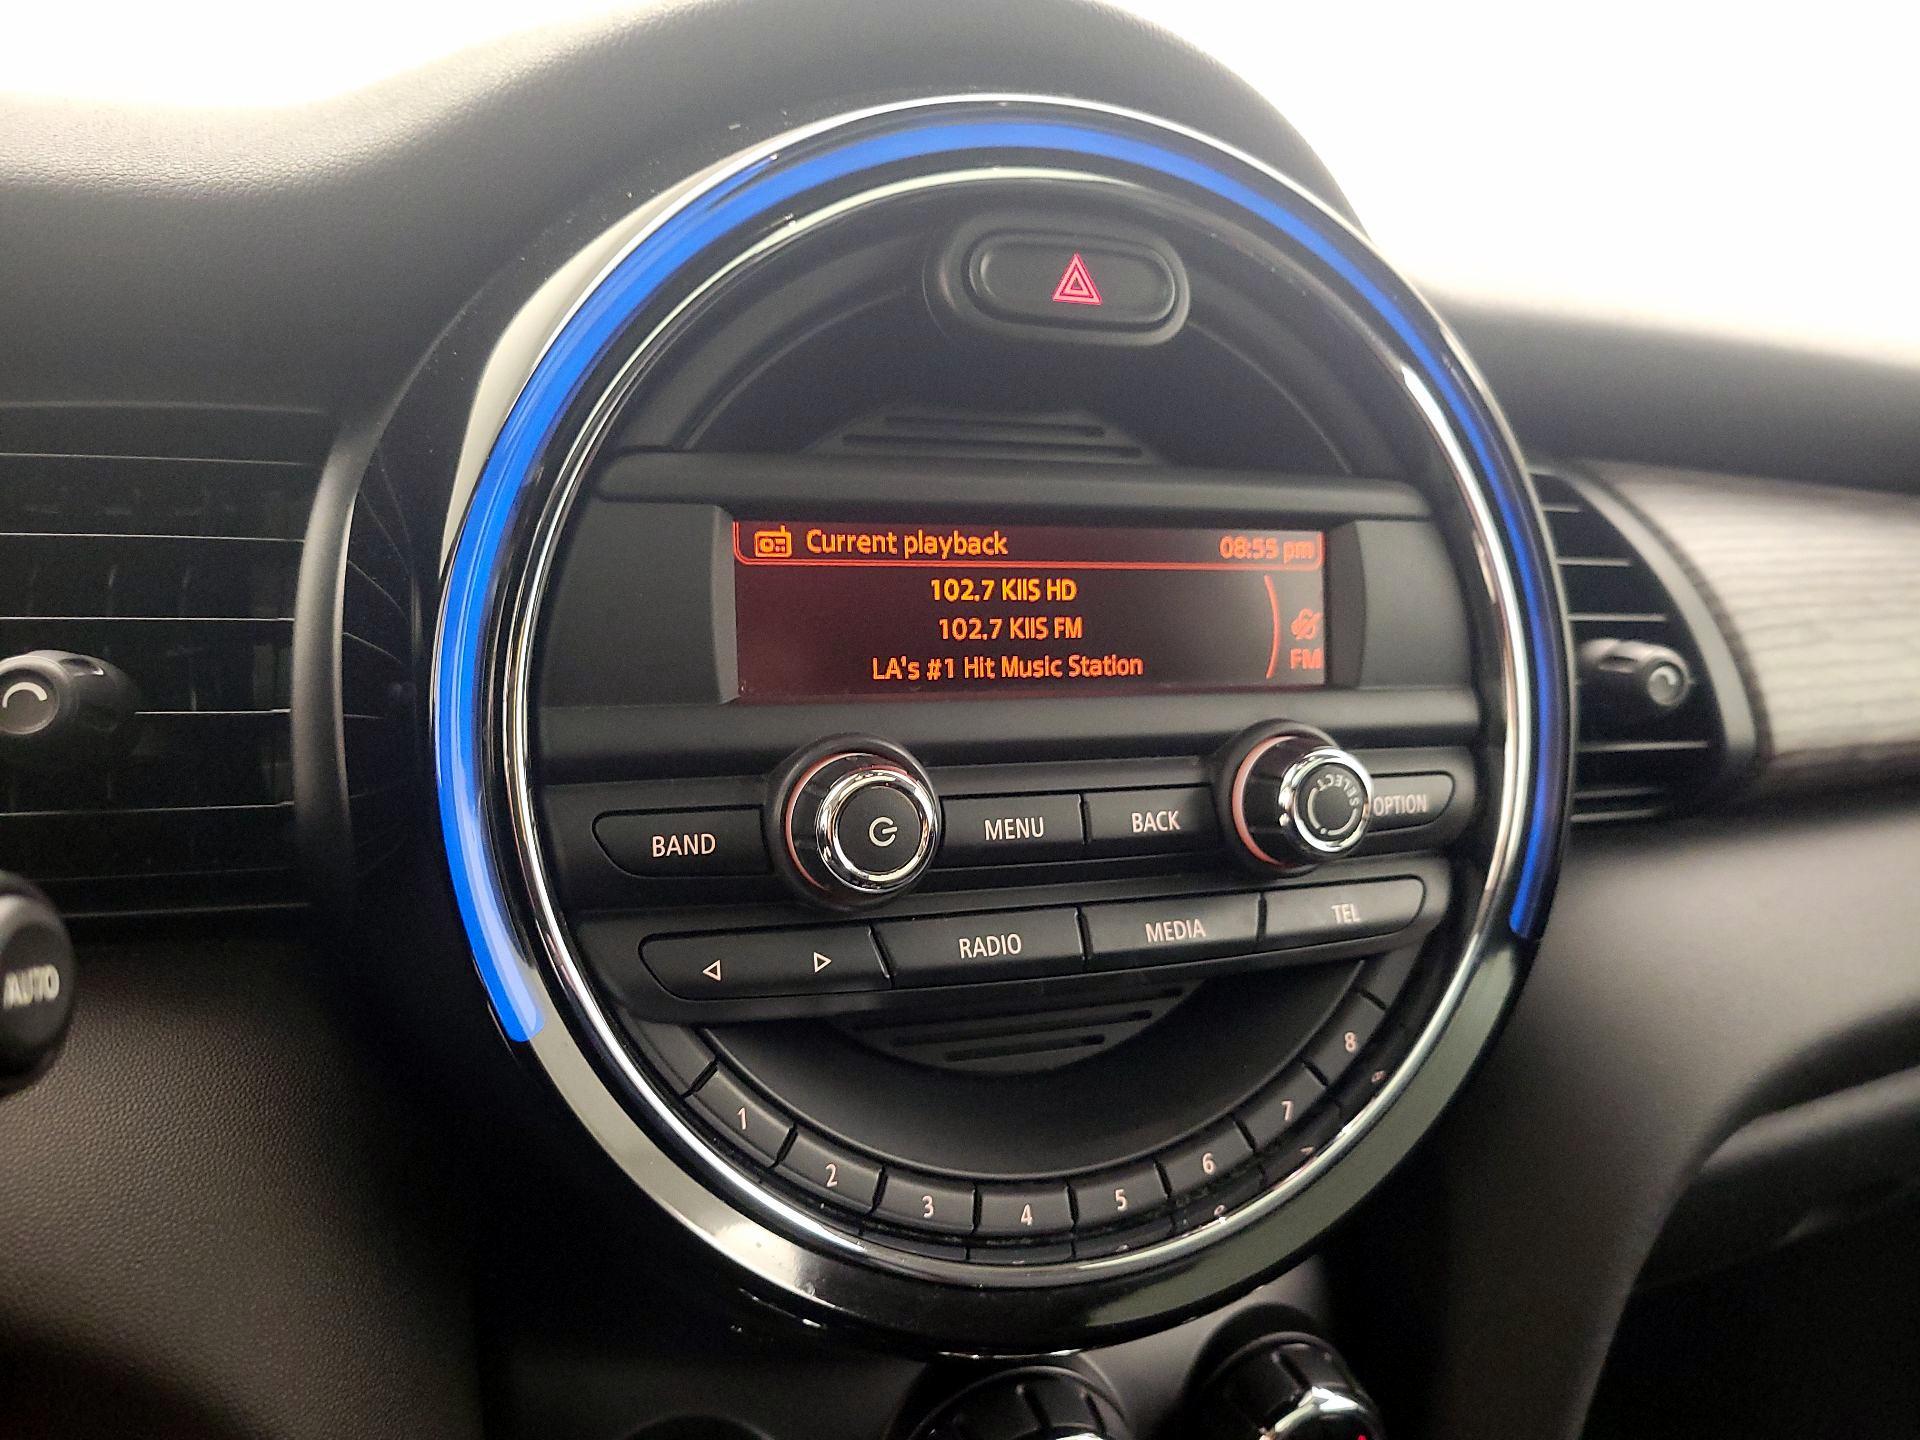 Current playback 08:55 pm
102.7 KIIS HD
102.7 KIIS FM
LA's #1 Hit Music Station
FM
BAND
MENU
BACK
SELECT
OPTION
RADIO
MEDIA
TEL
AUTO
1
2
3
4
5
6
7
8